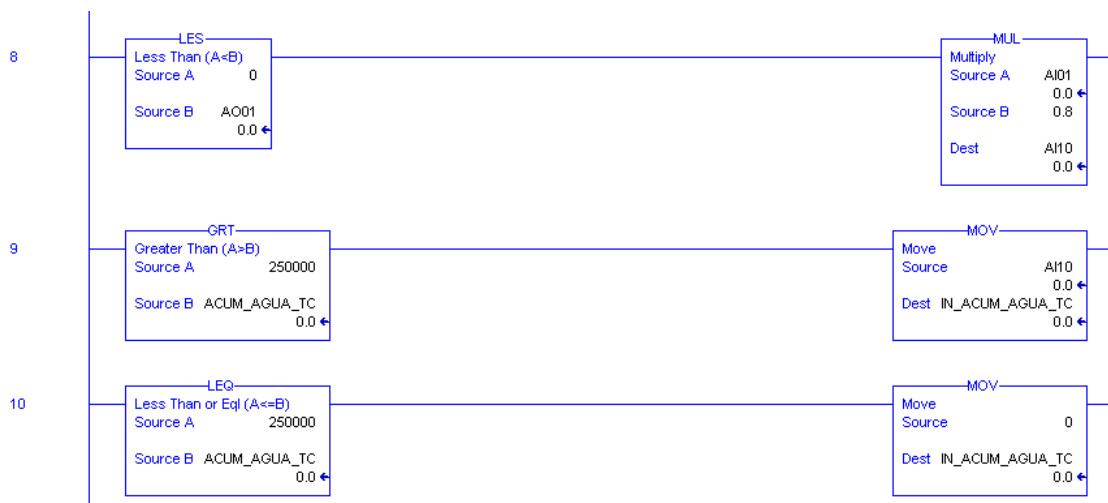 8
LES
Less Than (A<B)
Source A 0
Source B AO01
0.0
MUL
Multiply
Source A AI01
0.0
Source B 0.8
Dest AI10
0.0
9
GRT
Greater Than (A>B)
Source A 250000
Source B ACUM_AGUA_TC
0.0
MOV
Move
Source AI10
0.0
Dest IN_ACUM_AGUA_TC
0.0
10
LEQ
Less Than or Eql (A<=B)
Source A 250000
Source B ACUM_AGUA_TC
0.0
MOV
Move
Source 0
Dest IN_ACUM_AGUA_TC
0.0